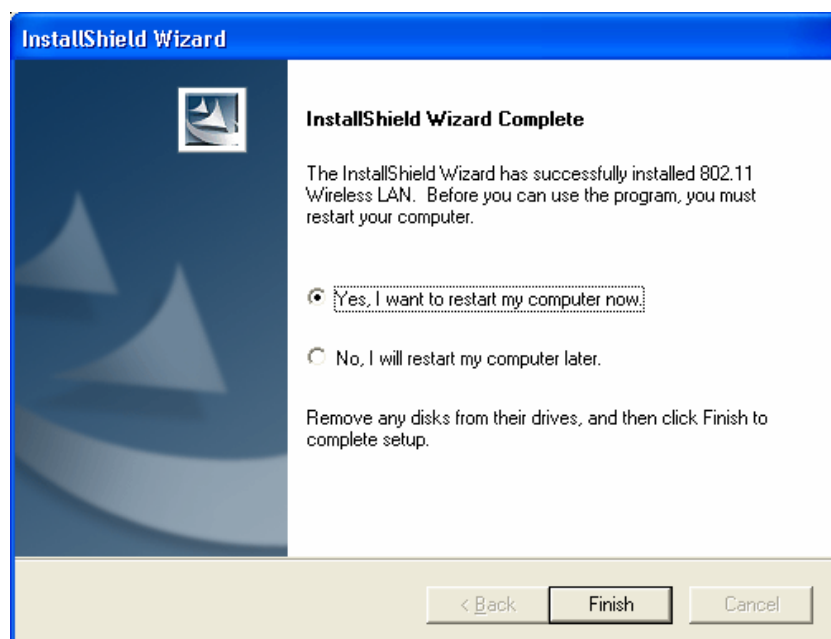 InstallShield Wizard
InstallShield Wizard Complete
The InstallShield Wizard has successfully installed 802.11
Wireless LAN.  Before you can use the program, you must
restart your computer.
Yes, I want to restart my computer now.
No, I will restart my computer later.
Remove any disks from their drives, and then click Finish to
complete setup.
< Back
Finish
Cancel